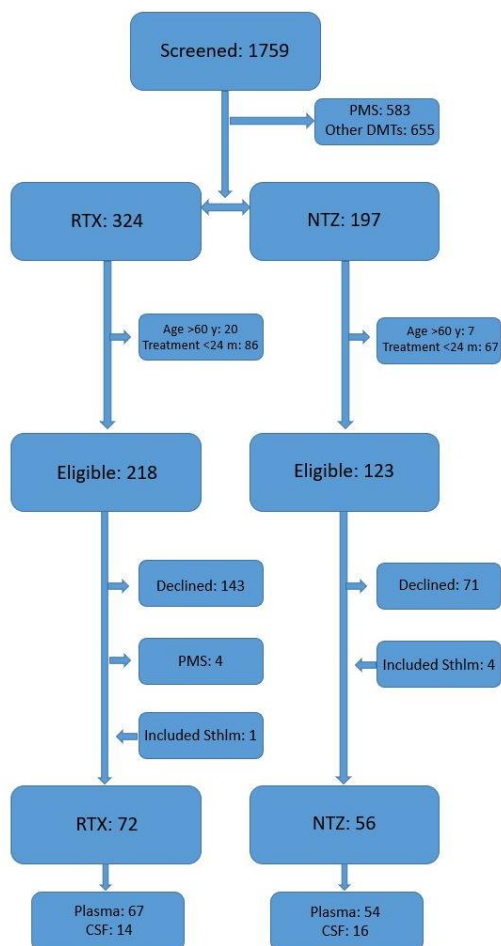 Screened: 1759
PMS: 583
Other DMTs: 655
RTX: 324
NTZ: 197
Age >60 y: 20
Treatment <24 m: 86
Age >60 y: 7
Treatment <24 m: 67
Eligible: 218
Eligible: 123
Declined: 143
Declined: 71
PMS: 4
Included Sthlm: 4
Included Sthlm: 1
RTX: 72
NTZ: 56
Plasma: 67
CSF: 14
Plasma: 54
CSF: 16